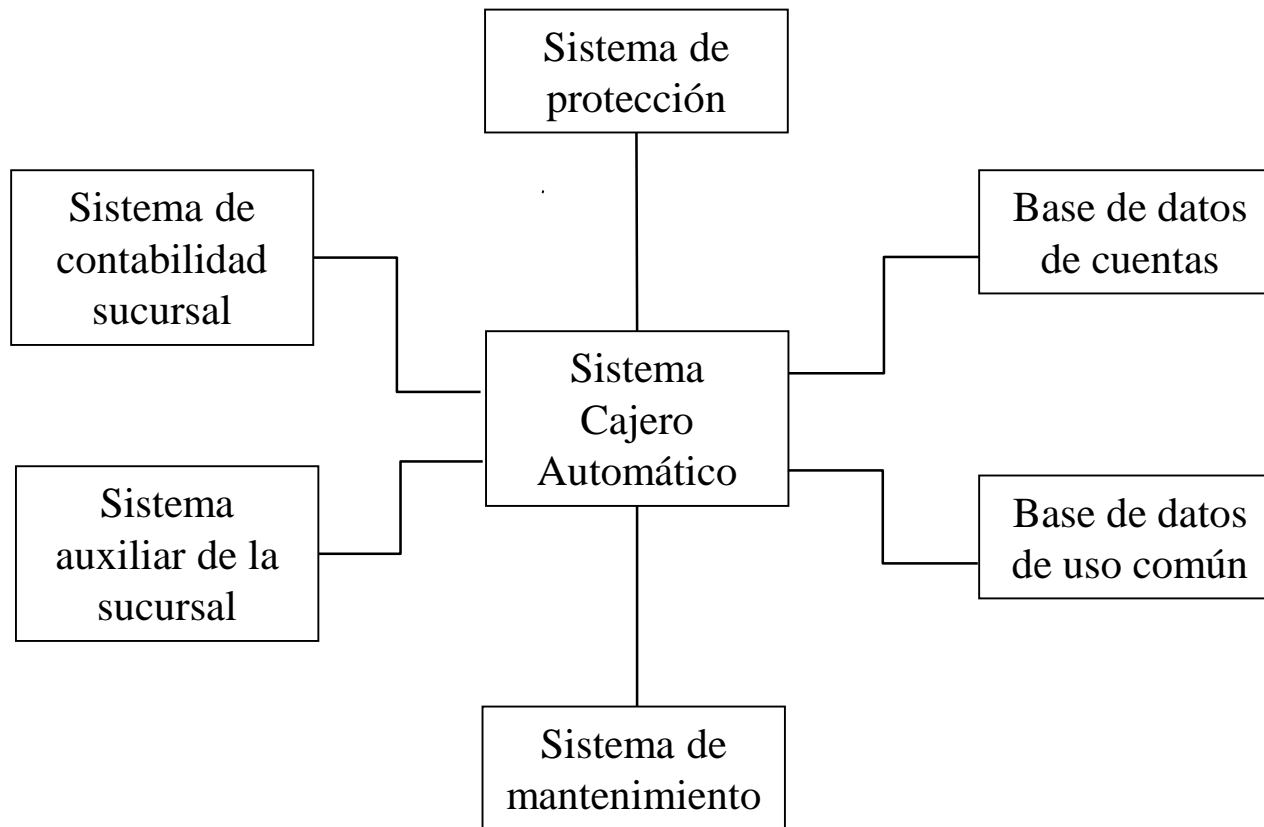 Sistema de
protección
Sistema de
contabilidad
sucursal
Base de datos
de cuentas
Sistema
Cajero
Automático
Sistema
auxiliar de la
sucursal
Base de datos
de uso común
Sistema de
mantenimiento